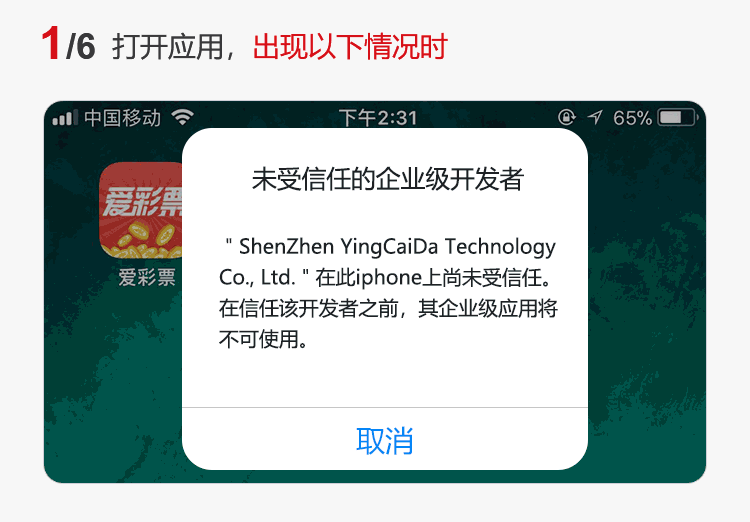 1/6 打开应用，出现以下情况时
中国移动 下午2:31 65%
未受信任的企业级开发者
爱彩票
爱彩票
" ShenZhen YingCaiDa Technology
Co., Ltd. " 在此iphone上尚未受信任。
在信任该开发者之前，其企业级应用将
不可使用。
取消